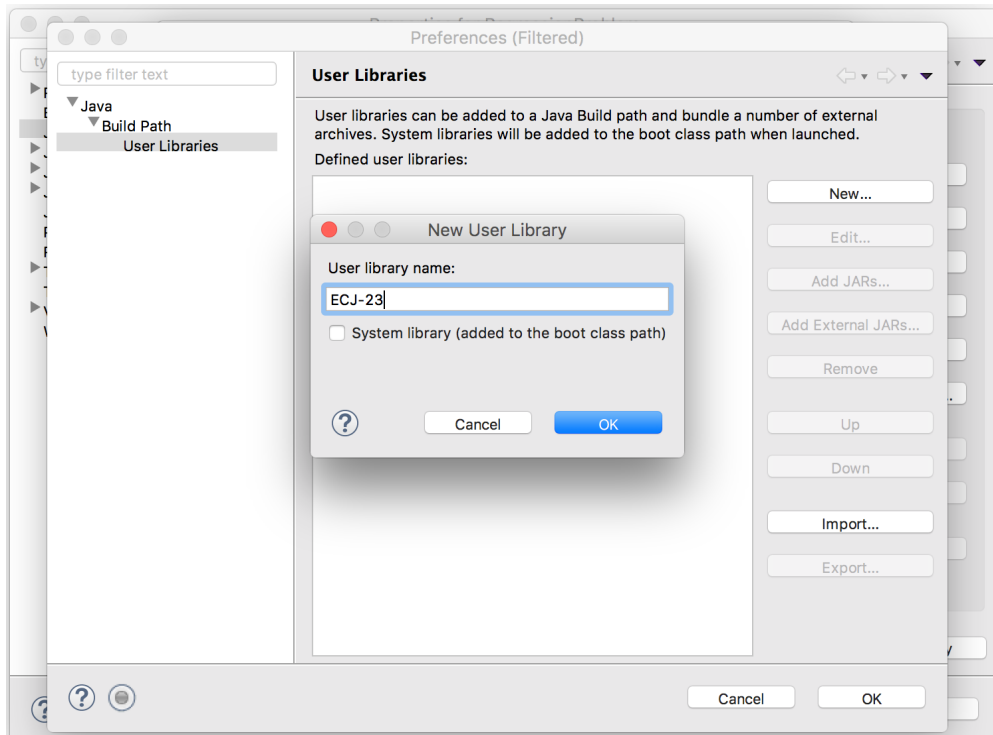 Preferences (Filtered)
type filter text
User Libraries
Java
Build Path
User Libraries
User libraries can be added to a Java Build path and bundle a number of external
archives. System libraries will be added to the boot class path when launched.
Defined user libraries:
New...
Edit...
Add JARs...
Add External JARs...
Remove
Up
Down
Import...
Export...
New User Library
User library name:
ECJ-23
System library (added to the boot class path)
?
Cancel
OK
?
Cancel
OK